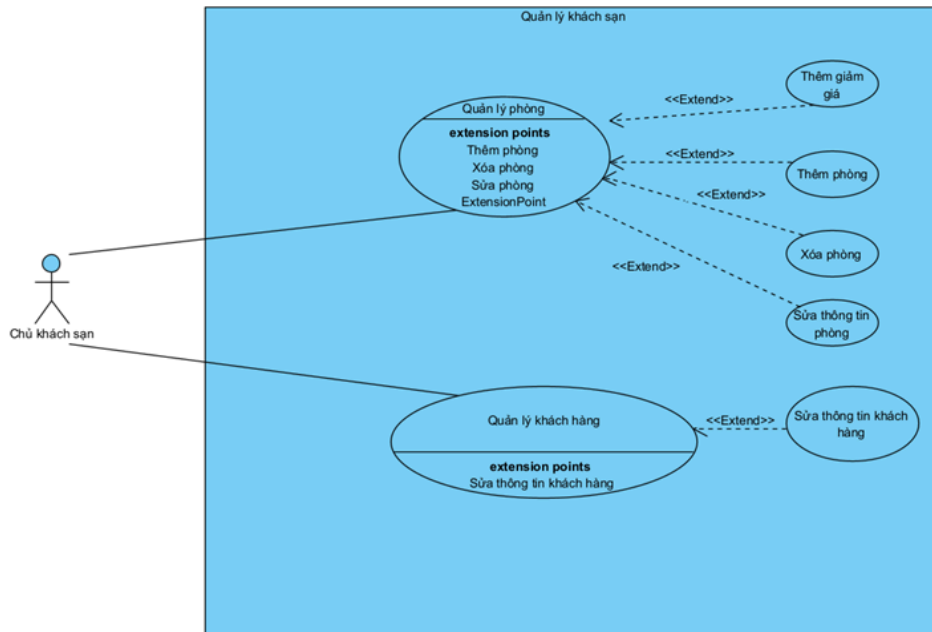 Quản lý khách sạn
Thêm giảm
giá
<<Extend>>
Quản lý phòng
extension points
Thêm phòng
Xóa phòng
Sửa phòng
ExtensionPoint
<<Extend>>
Thêm phòng
<<Extend>>
Xóa phòng
<<Extend>>
Sửa thông tin
phòng
Chủ khách sạn
Quản lý khách hàng
extension points
Sửa thông tin khách hàng
<<Extend>>
Sửa thông tin khách
hàng